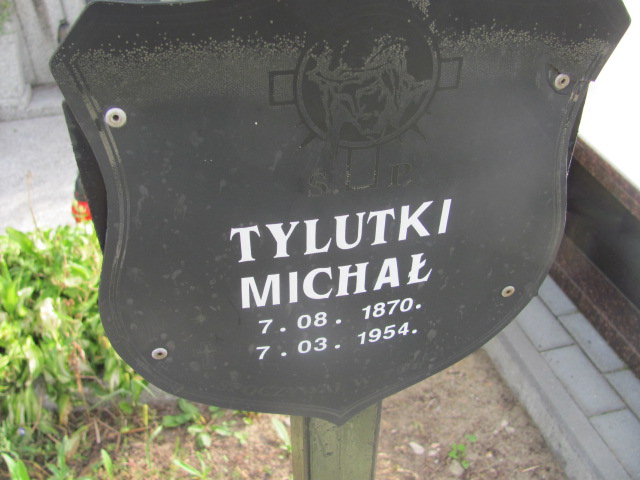 S U P
TYLUTKI
MICHAŁ
7. 08. 1870.
7. 03. 1954.